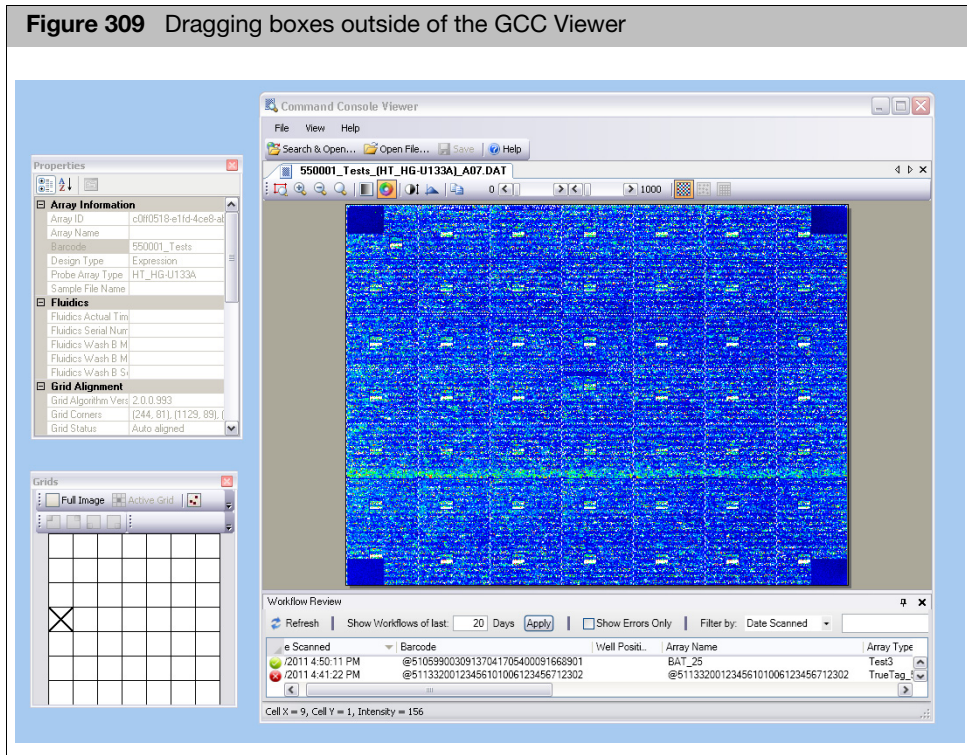 Figure 309 Dragging boxes outside of the GCC Viewer
Command Console Viewer
File View Help
Search & Open... Open File... Save Help
550001_Tests_(HT_HG-U133A)_A07.DAT
0 1000
Properties
Array Information
Array ID c0ff0518-e1fd-4ce8-ab
Array Name
Barcode 550001_Tests
Design Type Expression
Probe Array Type HT_HG-U133A
Sample File Name
Fluidics
Fluidics Actual Tim
Fluidics Serial Num
Fluidics Wash B M
Fluidics Wash B M
Fluidics Wash B S
Grid Alignment
Grid Algorithm Vers 2.0.0.993
Grid Corners (244, 81), (1129, 89), (
Grid Status Auto aligned
Grids
Full Image Active Grid
Workflow Review
Refresh Show Workflows of last: 20 Days Apply Show Errors Only Filter by: Date Scanned
e Scanned Barcode Well Positi.. Array Name Array Type
/2011 4:50:11 PM @51059900309137041705400091668901 BAT_25 Test3
/2011 4:41:22 PM @51133200123456101006123456712302 @51133200123456101006123456712302 TrueTag_
Cell X = 9, Cell Y = 1, Intensity = 156